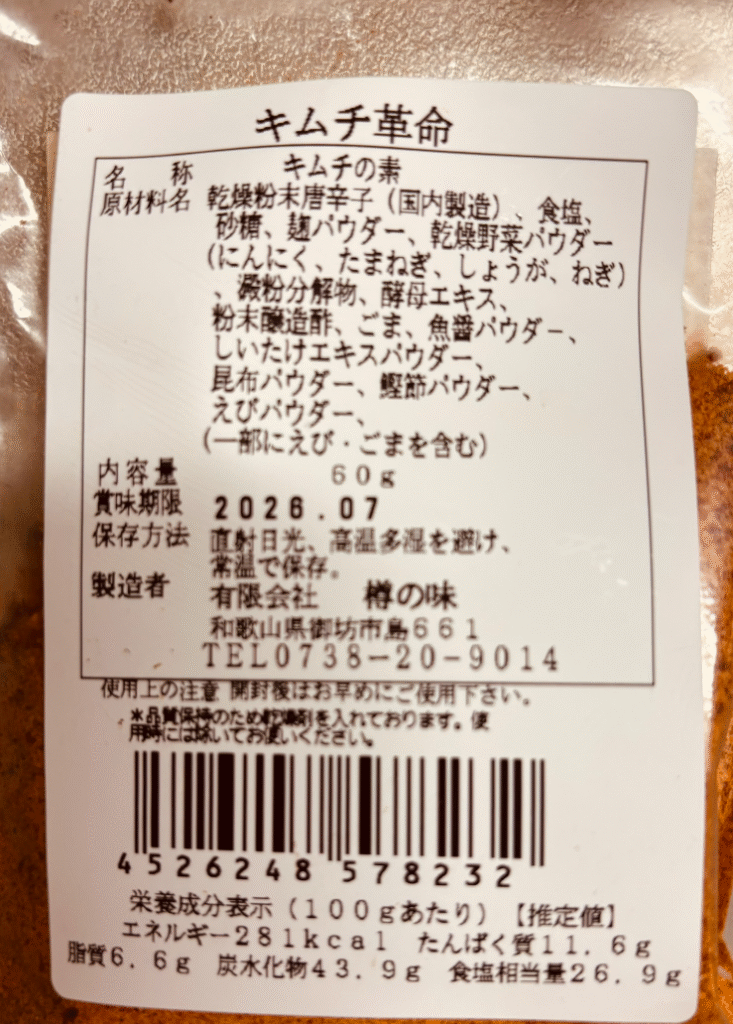 キムチ革命
名　称　キムチの素
原材料名 乾燥粉末唐辛子（国内製造）、食塩、
砂糖、麹パウダー、乾燥野菜パウダー
（にんにく、たまねぎ、しょうが、ねぎ）
、澱粉分解物、酵母エキス、
粉末醸造酢、ごま、魚醤パウダー、
しいたけエキスパウダー、
昆布パウダー、鰹節パウダー、
えびパウダー、
（一部にえび・ごまを含む）
内容量　６０ｇ
賞味期限 2026.07
保存方法 直射日光、高温多湿を避け、
常温で保存。
製造者 有限会社　樽の味
和歌山県御坊市島６６１
TEL0738－20－9014
使用上の注意 開封後はお早めにご使用下さい。
＊品質保持のため乾燥剤を入れております。使
用時には除いてお使いください。
4526248578232
栄養成分表示（１００ｇあたり）【推定値】
エネルギー281kcal　たんぱく質11.6g
脂質6.6g　炭水化物43.9g　食塩相当量26.9g